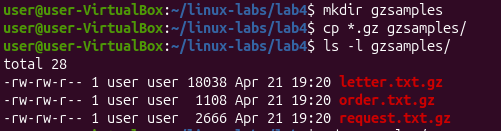 user@user-VirtualBox:~/linux-labs/lab4$ mkdir gzsamples
user@user-VirtualBox:~/linux-labs/lab4$ cp *.gz gzsamples/
user@user-VirtualBox:~/linux-labs/lab4$ ls -l gzsamples/
total 28
-rw-rw-r-- 1 user user 18038 Apr 21 19:20 letter.txt.gz
-rw-rw-r-- 1 user user  1108 Apr 21 19:20 order.txt.gz
-rw-rw-r-- 1 user user  2666 Apr 21 19:20 request.txt.gz